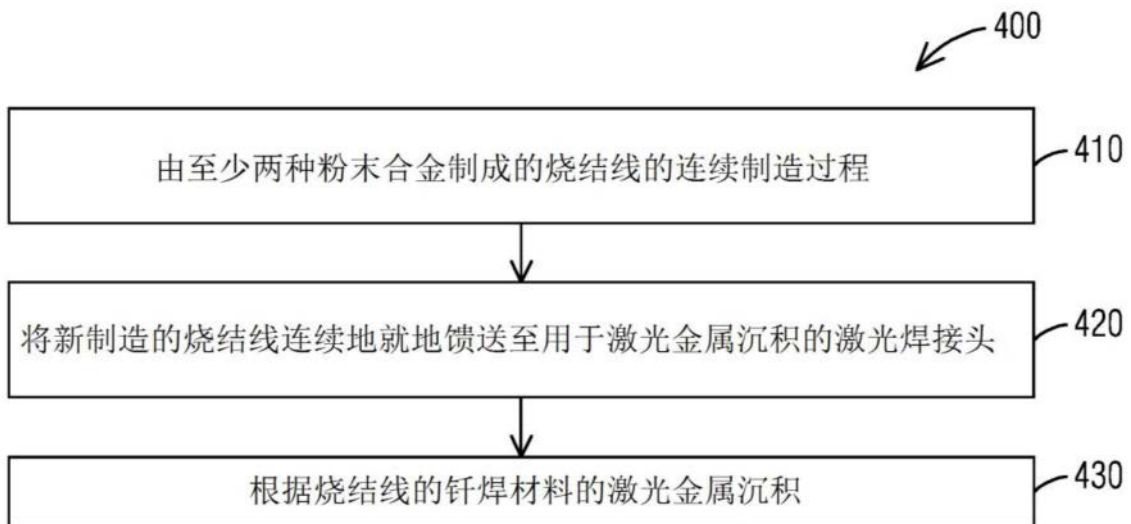 400
由至少两种粉末合金制成的烧结线的连续制造过程
410
将新制造的烧结线连续地就地馈送至用于激光金属沉积的激光焊接头
420
根据烧结线的钎焊材料的激光金属沉积
430